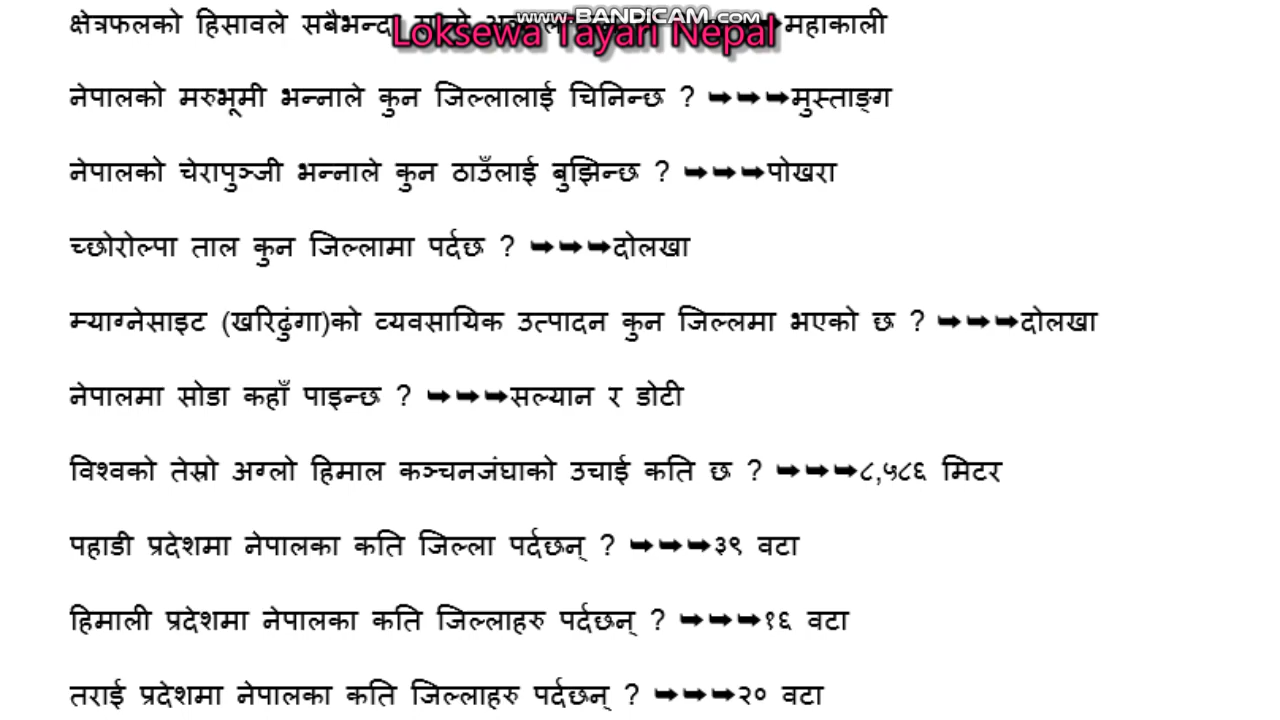 www.BANDICAM.com
Loksewa Tayari Nepal
क्षेत्रफलको हिसावले सबैभन्दा महाकाली
नेपालको मरुभूमी भन्नाले कुन जिल्लालाई चिनिन्छ ? ➥➥➥मुस्ताङ्ग
नेपालको चेरापुञ्जी भन्नाले कुन ठाउँलाई बुझिन्छ ? ➥➥➥पोखरा
च्छोरोल्पा ताल कुन जिल्लामा पर्दछ ? ➥➥➥दोलखा
म्याग्नेसाइट (खरिढुंगा)को व्यवसायिक उत्पादन कुन जिल्लमा भएको छ ? ➥➥➥दोलखा
नेपालमा सोडा कहाँ पाइन्छ ? ➥➥➥सल्यान र डोटी
विश्वको तेस्रो अग्लो हिमाल कञ्चनजंघाको उचाई कति छ ? ➥➥➥८,५८६ मिटर
पहाडी प्रदेशमा नेपालका कति जिल्ला पर्दछन् ? ➥➥➥३९ वटा
हिमाली प्रदेशमा नेपालका कति जिल्लाहरु पर्दछन् ? ➥➥➥१६ वटा
तराई प्रदेशमा नेपालका कति जिल्लाहरु पर्दछन् ? ➥➥➥२० वटा